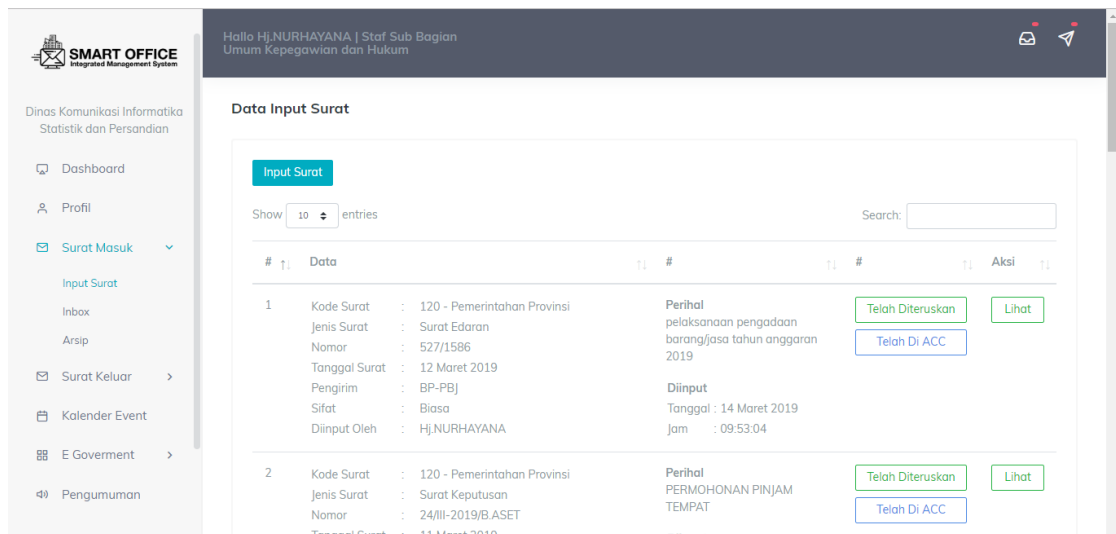 SMART OFFICE
Integrated Management System
Dinas Komunikasi Informatika
Statistik dan Persandian
Dashboard
Profil
Surat Masuk
Input Surat
Inbox
Arsip
Surat Keluar
Kalender Event
E Goverment
Pengumuman
Hallo Hj.NURHAYANA | Staf Sub Bagian
Umum Kepegawian dan Hukum
Data Input Surat
Input Surat
Show 10 entries
Search:
# Data # # Aksi
1
Kode Surat : 120 - Pemerintahan Provinsi
Jenis Surat : Surat Edaran
Nomor : 527/1586
Tanggal Surat : 12 Maret 2019
Pengirim : BP-PBJ
Sifat : Biasa
Diinput Oleh : Hj.NURHAYANA
Perihal
pelaksanaan pengadaan
barang/jasa tahun anggaran
2019
Diinput
Tanggal : 14 Maret 2019
Jam : 09:53:04
Telah Diteruskan
Telah Di ACC
Lihat
2
Kode Surat : 120 - Pemerintahan Provinsi
Jenis Surat : Surat Keputusan
Nomor : 24/III-2019/B.ASET
Tanggal Surat : 11 Maret 2019
Perihal
PERMOHONAN PINJAM
TEMPAT
Telah Diteruskan
Telah Di ACC
Lihat